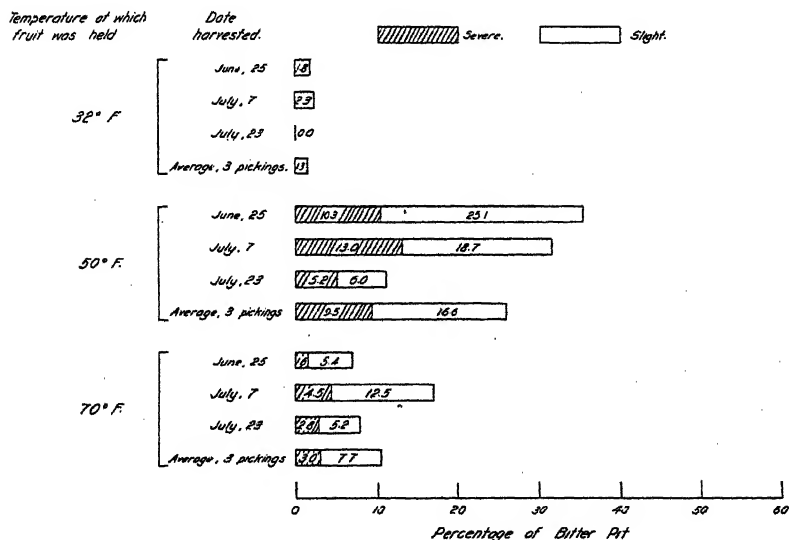 Temperature at which fruit was held
Date harvested.
Severe.
Slight.
32° F
June, 25
1.8
July, 7
2.3
July, 23
0.0
Average, 3 pickings.
1.3
50° F.
June, 25
10.3
25.1
July, 7
13.0
18.7
July, 23
5.2
6.0
Average, 3 pickings
9.5
16.6
70° F.
June, 25
1.6
5.4
July, 7
4.5
12.5
July, 23
2.8
5.2
Average, 3 pickings
3.0
7.7
0 10 20 30 40 50 60
Percentage of Bitter Pit